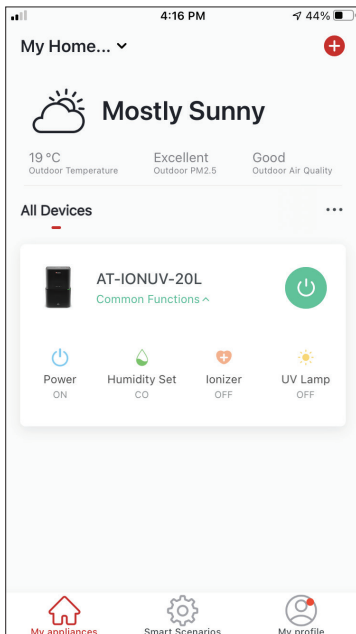 4:16 PM 44%
My Home...
Mostly Sunny
19 °C Excellent Good
Outdoor Temperature Outdoor PM2.5 Outdoor Air Quality
All Devices
AT-IONUV-20L
Common Functions
Power Humidity Set Ionizer UV Lamp
ON CO OFF OFF
My appliances Smart Scenarios My profile